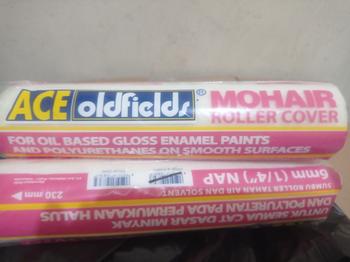 ACE oldfields®
MOHAIR
ROLLER COVER
FOR OIL BASED GLOSS ENAMEL PAINTS
AND POLYURETHANES ON SMOOTH SURFACES
UNTUK SEMUA CAT DASAR MINYAK
DAN POLYURETAN PADA PERMUKAAN HALUS
SUMBU ROLLER TAHAN AIR DAN SOLVENT
6mm (1/4") NAP
230 mm